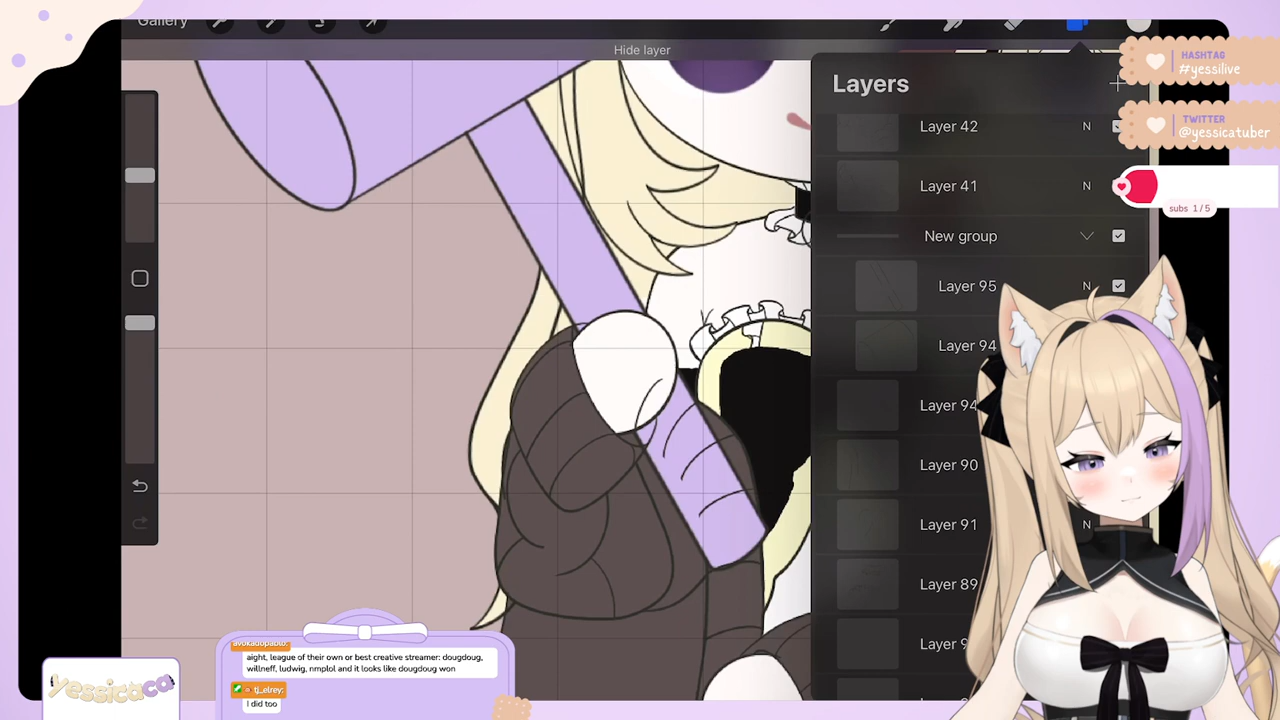 Gallery
Hide layer
Layers
Layer 42 N
Layer 41 N
New group
Layer 95 N
Layer 94
Layer 94
Layer 90
Layer 91 N
Layer 89
HASHTAG
#yessilive
TWITTER
@yessicatuber
subs 1 / 5
avokadopablo:
aight, league of their own or best creative streamer: dougdoug,
willneff, ludwig, nmplol and it looks like dougdoug won
tj_elrey:
I did too
yessicaca